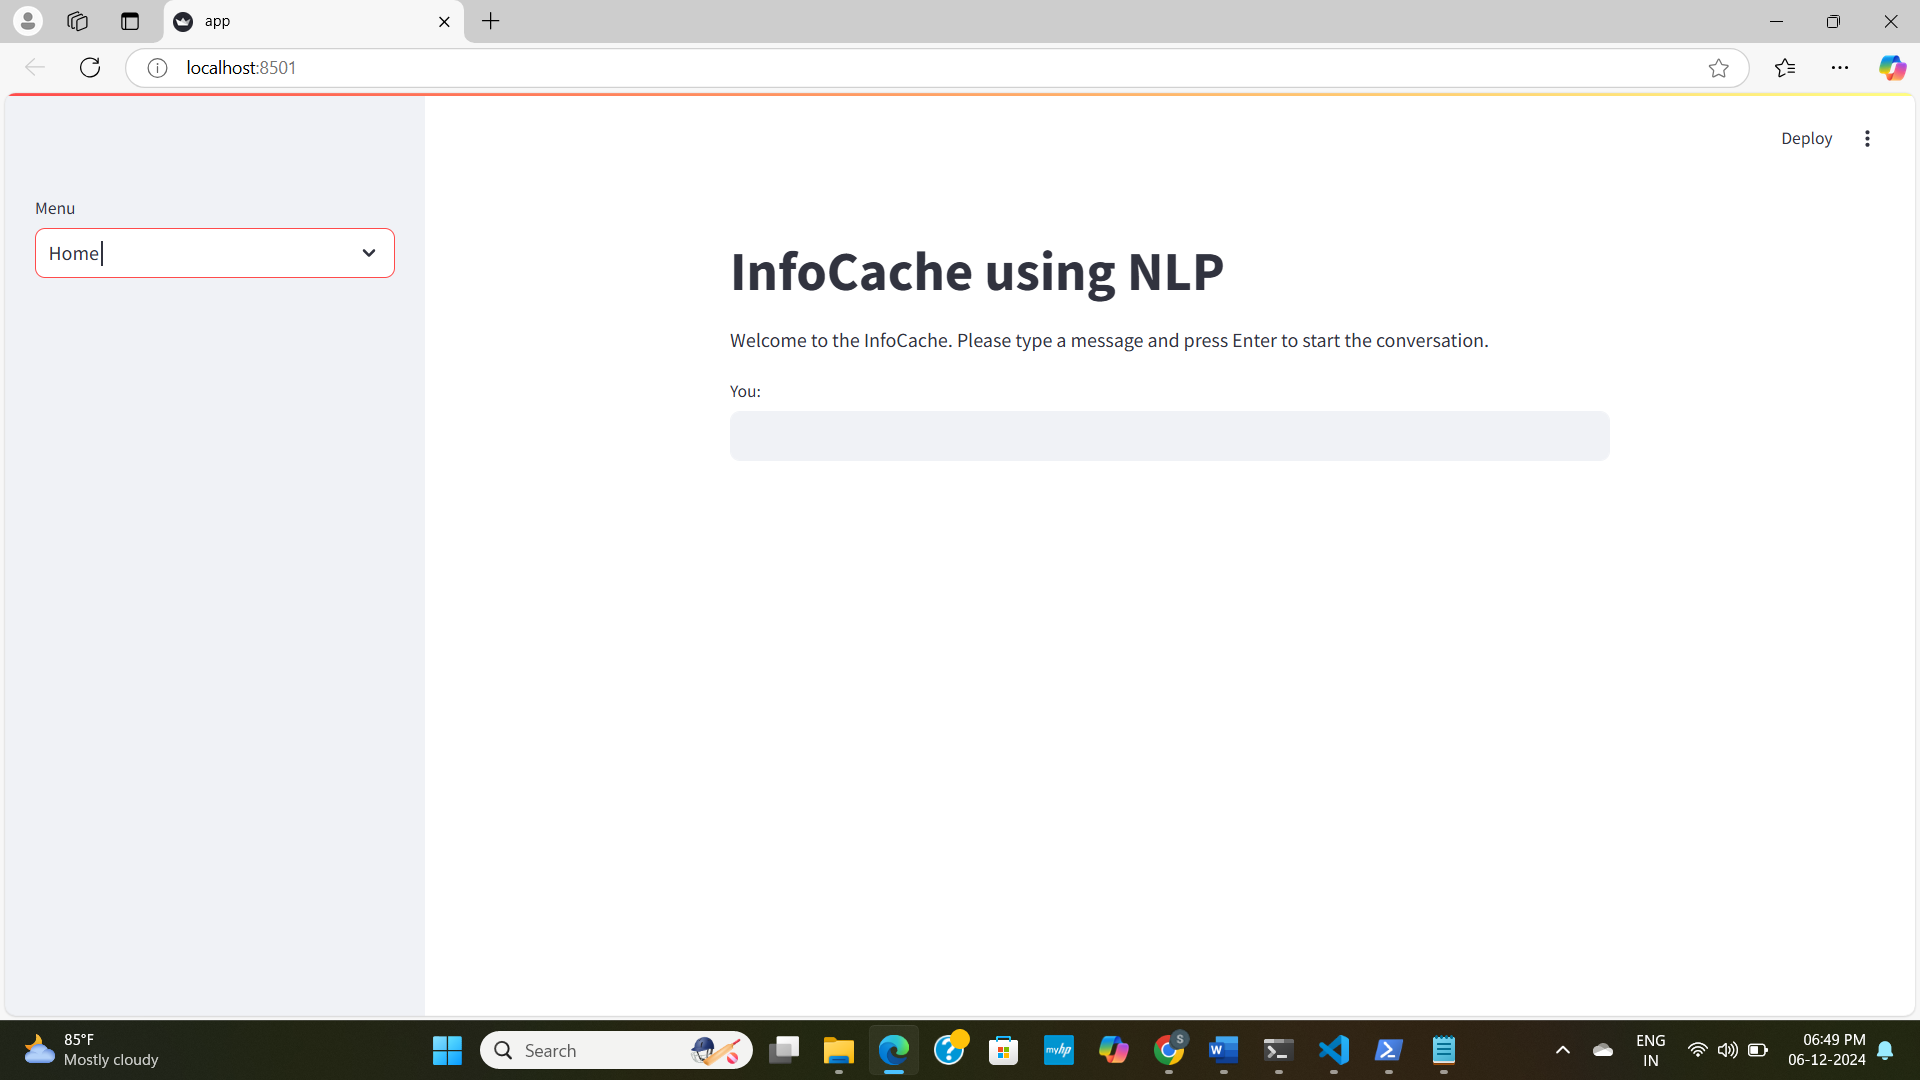 app
localhost:8501
Deploy
Menu
Home
InfoCache using NLP
Welcome to the InfoCache. Please type a message and press Enter to start the conversation.
You:
85°F
Mostly cloudy
Search
myhp
S
W
ENG
IN
06:49 PM
06-12-2024